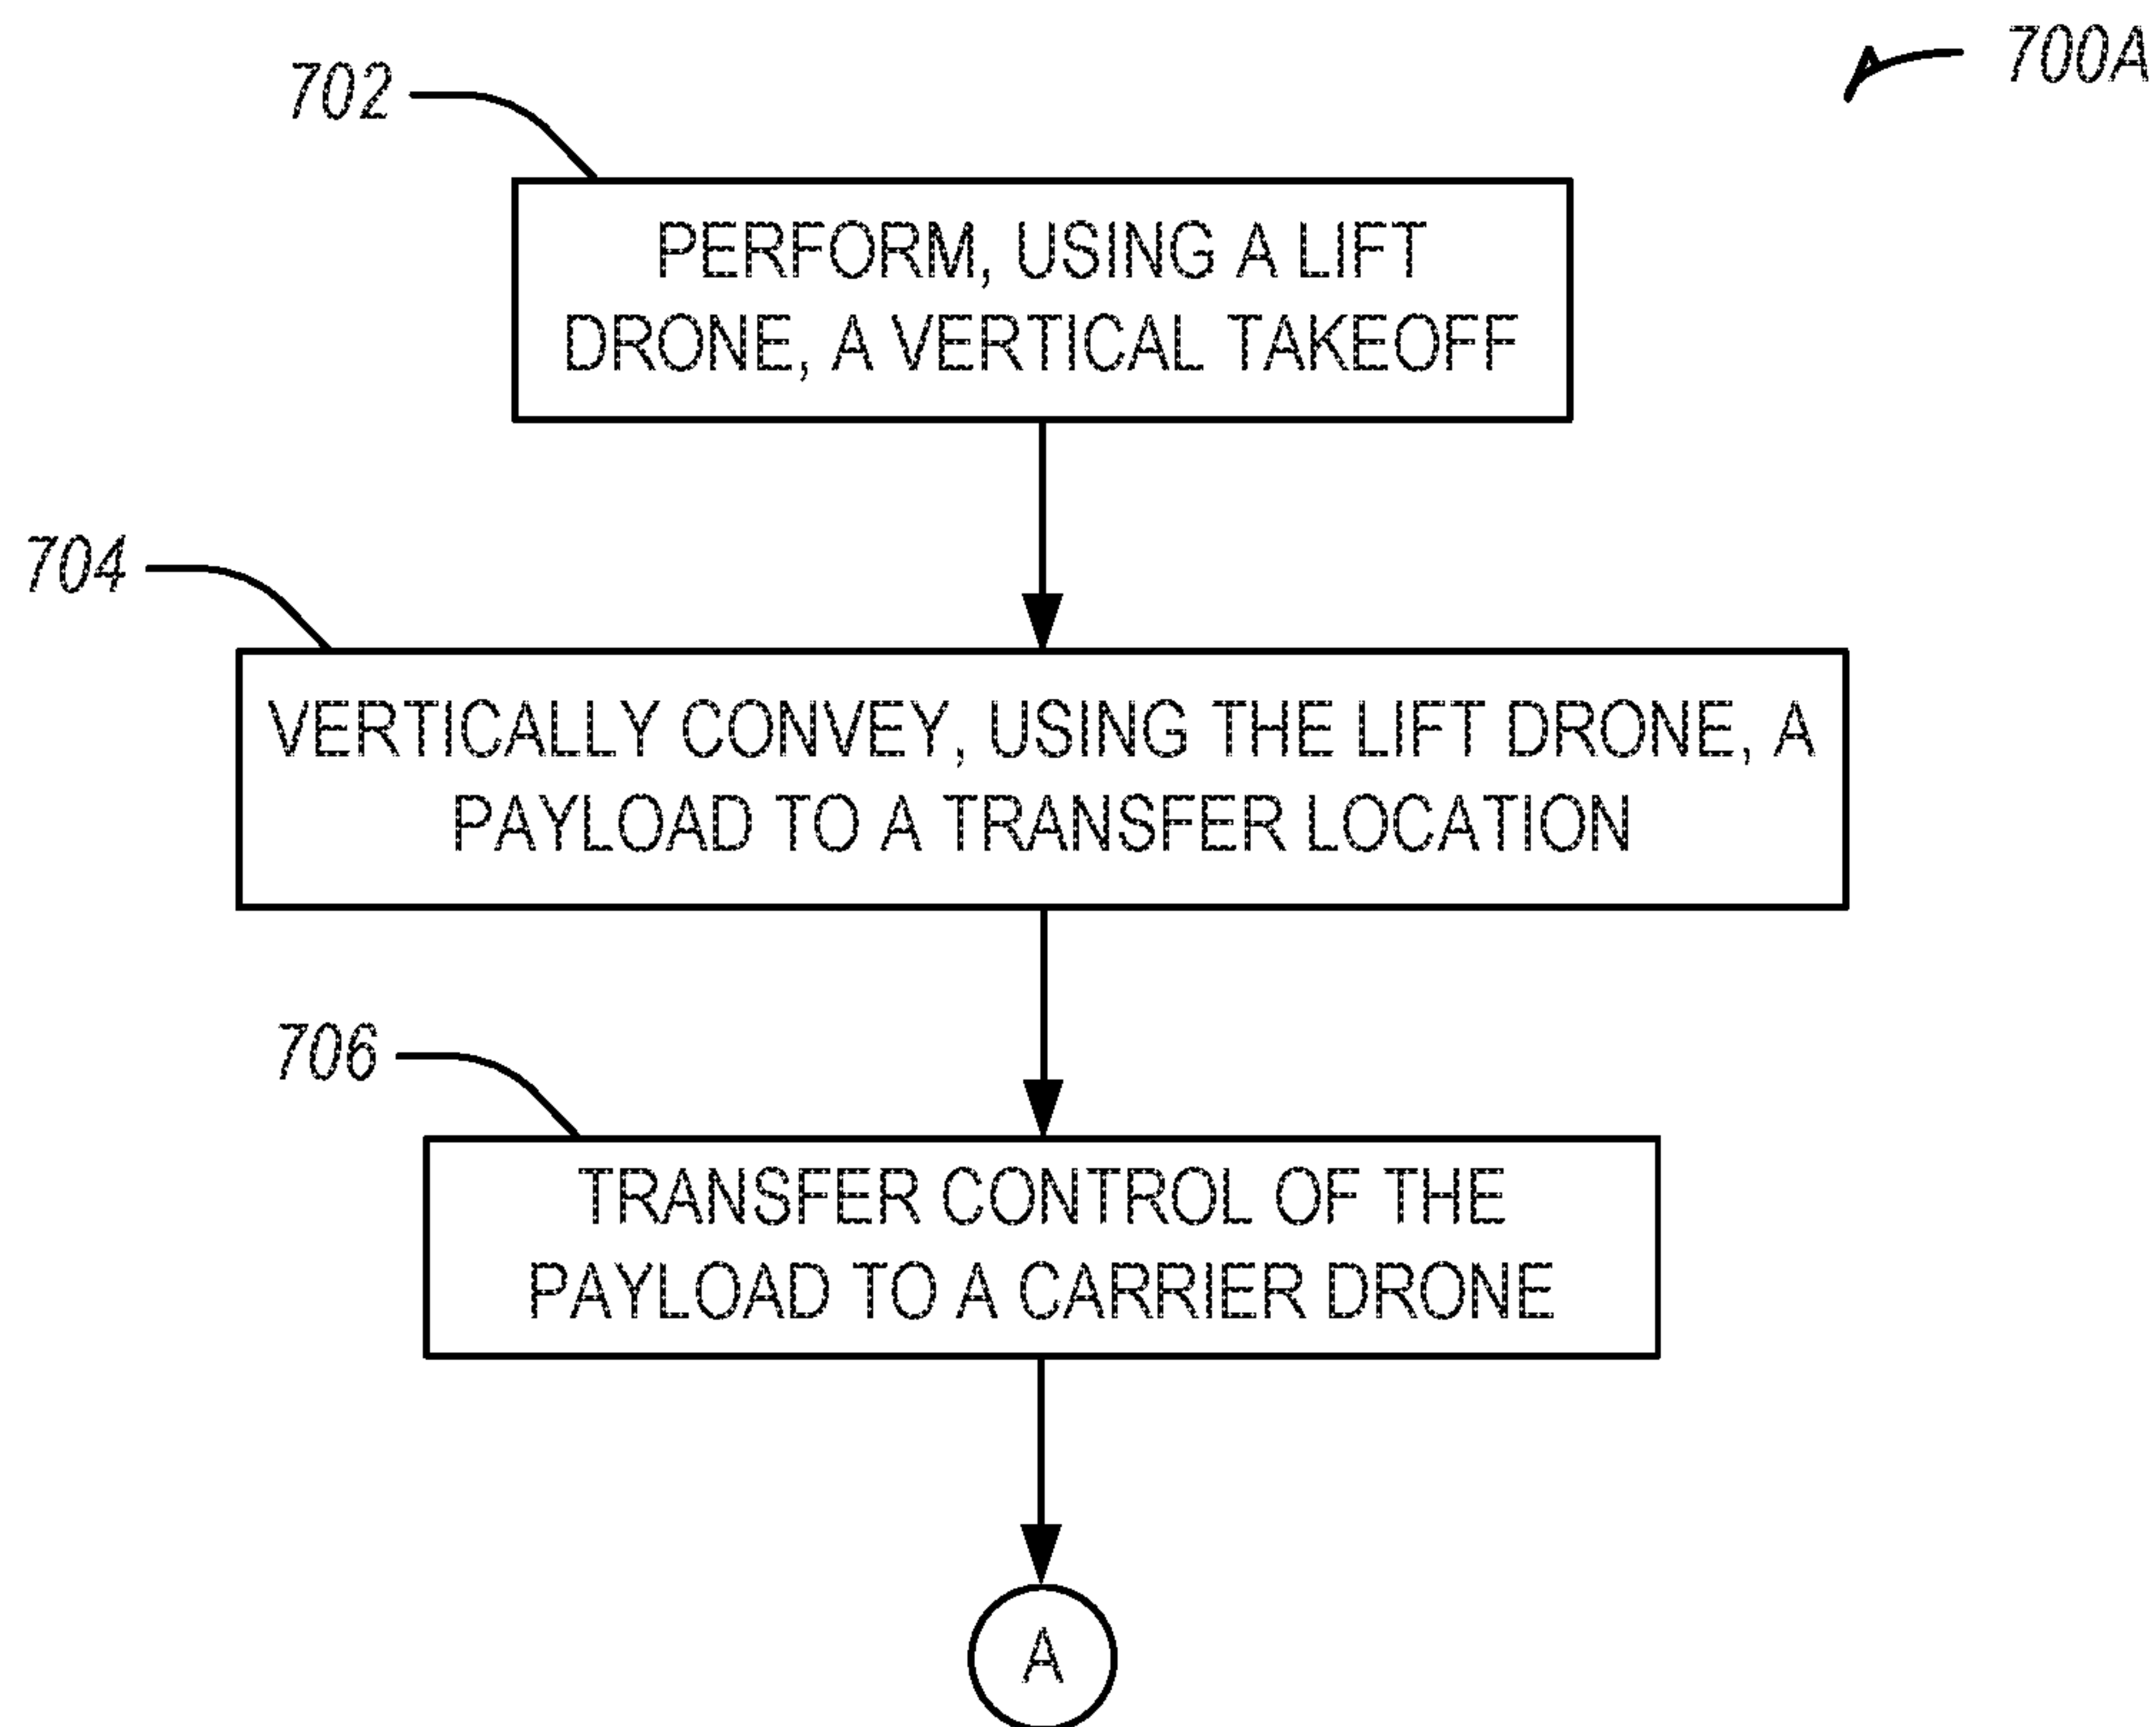 700A
702
PERFORM, USING A LIFT
DRONE, A VERTICAL TAKEOFF
704
VERTICALLY CONVEY, USING THE LIFT DRONE, A
PAYLOAD TO A TRANSFER LOCATION
706
TRANSFER CONTROL OF THE
PAYLOAD TO A CARRIER DRONE
A